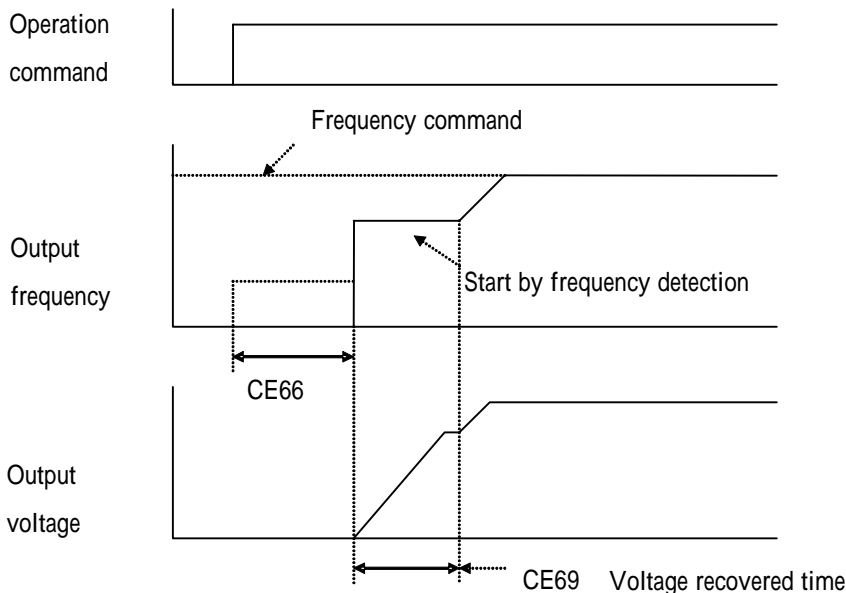 Operation
command
Frequency command
Output
frequency
Start by frequency detection
CE66
Output
voltage
CE69 Voltage recovered time